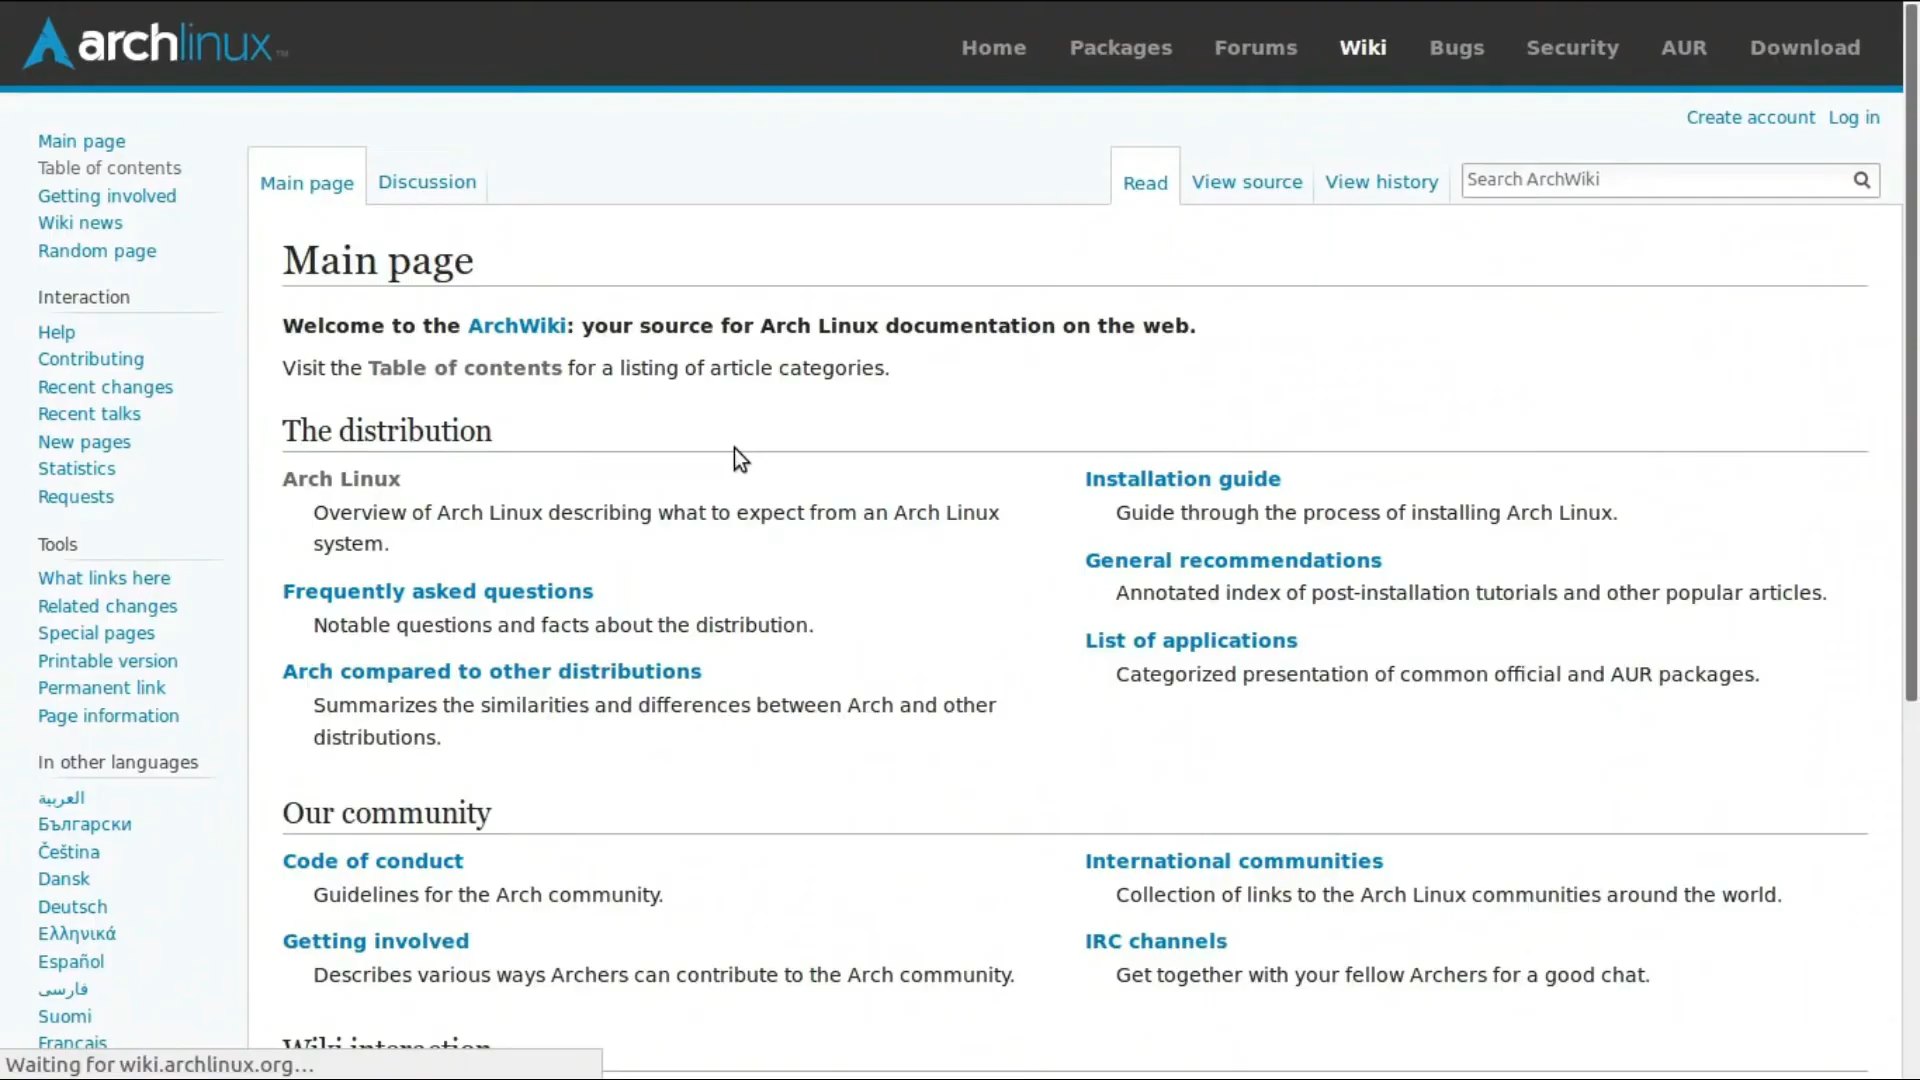 archlinux™
Home Packages Forums Wiki Bugs Security AUR Download
Create account Log in
Main page
Table of contents
Getting involved
Wiki news
Random page
Interaction
Help
Contributing
Recent changes
Recent talks
New pages
Statistics
Requests
Tools
What links here
Related changes
Special pages
Printable version
Permanent link
Page information
In other languages
العربية
Български
Čeština
Dansk
Deutsch
Ελληνικά
Español
فارسی
Suomi
Français
Main page Discussion Read View source View history Search ArchWiki
Main page
Welcome to the ArchWiki: your source for Arch Linux documentation on the web.
Visit the Table of contents for a listing of article categories.
The distribution
Arch Linux
Overview of Arch Linux describing what to expect from an Arch Linux
system.
Frequently asked questions
Notable questions and facts about the distribution.
Arch compared to other distributions
Summarizes the similarities and differences between Arch and other
distributions.
Installation guide
Guide through the process of installing Arch Linux.
General recommendations
Annotated index of post-installation tutorials and other popular articles.
List of applications
Categorized presentation of common official and AUR packages.
Our community
Code of conduct
Guidelines for the Arch community.
Getting involved
Describes various ways Archers can contribute to the Arch community.
International communities
Collection of links to the Arch Linux communities around the world.
IRC channels
Get together with your fellow Archers for a good chat.
Wiki interaction
Waiting for wiki.archlinux.org...